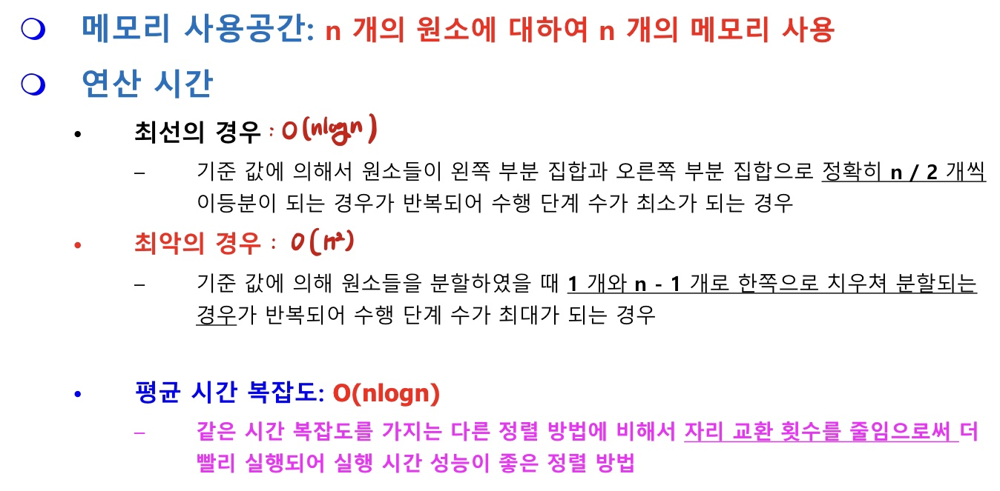 ❍ 메모리 사용공간: n 개의 원소에 대하여 n 개의 메모리 사용
❍ 연산 시간
• 최선의 경우 : O(nlogn)
– 기준 값에 의해서 원소들이 왼쪽 부분 집합과 오른쪽 부분 집합으로 정확히 n / 2 개씩
이등분이 되는 경우가 반복되어 수행 단계 수가 최소가 되는 경우
• 최악의 경우 : O(n²)
– 기준 값에 의해 원소들을 분할하였을 때 1 개와 n - 1 개로 한쪽으로 치우쳐 분할되는
경우가 반복되어 수행 단계 수가 최대가 되는 경우
• 평균 시간 복잡도: O(nlogn)
– 같은 시간 복잡도를 가지는 다른 정렬 방법에 비해서 자리 교환 횟수를 줄임으로써 더
빨리 실행되어 실행 시간 성능이 좋은 정렬 방법